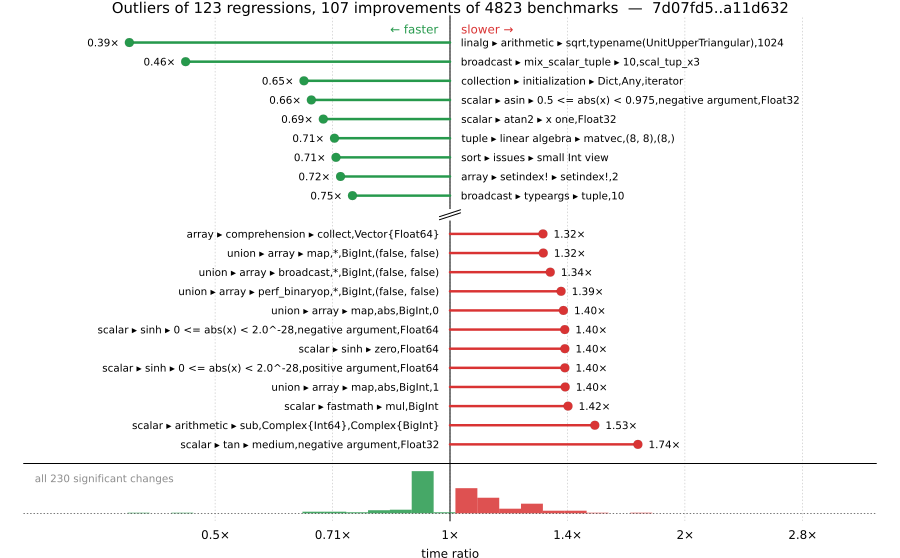 Outliers of 123 regressions, 107 improvements of 4823 benchmarks — 7d07fd5..a11d632
← faster slower →
0.39× linalg ▸ arithmetic ▸ sqrt,typename(UnitUpperTriangular),1024
0.46× broadcast ▸ mix_scalar_tuple ▸ 10,scal_tup_x3
0.65× collection ▸ initialization ▸ Dict,Any,iterator
0.66× scalar ▸ asin ▸ 0.5 <= abs(x) < 0.975,negative argument,Float32
0.69× scalar ▸ atan2 ▸ x one,Float32
0.71× tuple ▸ linear algebra ▸ matvec,(8, 8),(8,)
0.71× sort ▸ issues ▸ small Int view
0.72× array ▸ setindex! ▸ setindex!,2
0.75× broadcast ▸ typeargs ▸ tuple,10
array ▸ comprehension ▸ collect,Vector{Float64} 1.32×
union ▸ array ▸ map,*,BigInt,(false, false) 1.32×
union ▸ array ▸ broadcast,*,BigInt,(false, false) 1.34×
union ▸ array ▸ perf_binaryop,*,BigInt,(false, false) 1.39×
union ▸ array ▸ map,abs,BigInt,0 1.40×
scalar ▸ sinh ▸ 0 <= abs(x) < 2.0^-28,negative argument,Float64 1.40×
scalar ▸ sinh ▸ zero,Float64 1.40×
scalar ▸ sinh ▸ 0 <= abs(x) < 2.0^-28,positive argument,Float64 1.40×
union ▸ array ▸ map,abs,BigInt,1 1.40×
scalar ▸ fastmath ▸ mul,BigInt 1.42×
scalar ▸ arithmetic ▸ sub,Complex{Int64},Complex{BigInt} 1.53×
scalar ▸ tan ▸ medium,negative argument,Float32 1.74×
all 230 significant changes
0.5× 0.71× 1× 1.4× 2× 2.8×
time ratio